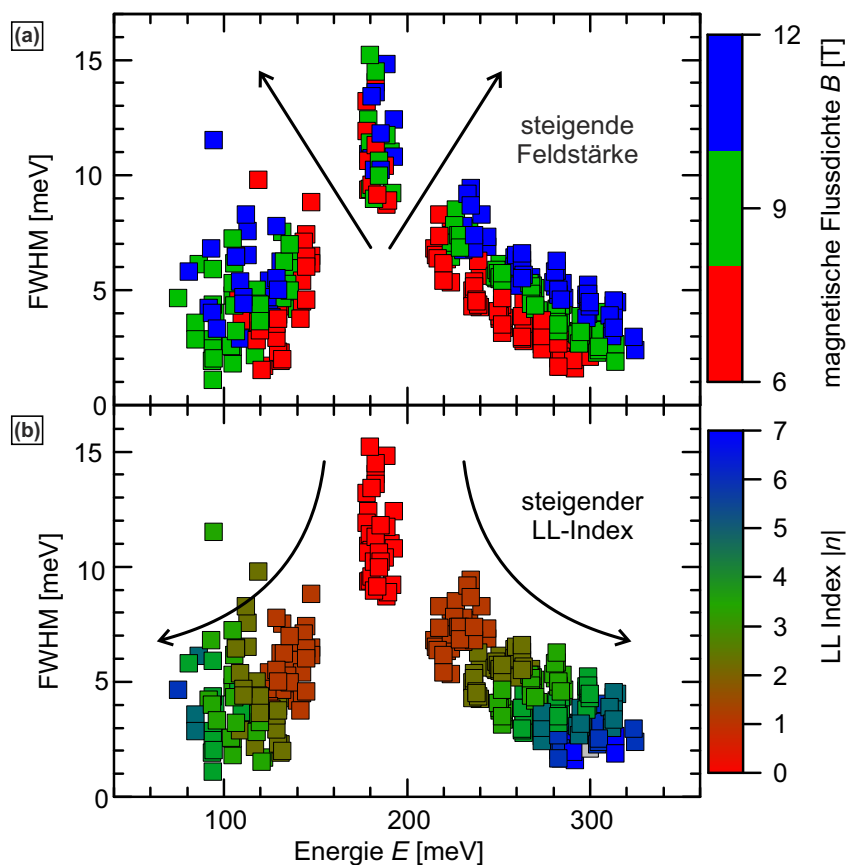 (a)
15
10
5
0
FWHM [meV]
steigende
Feldstärke
12
9
6
magnetische Flussdichte B [T]
(b)
15
10
5
0
FWHM [meV]
steigender
LL-Index
7
6
5
4
3
2
1
0
LL Index |n|
100
200
300
Energie E [meV]